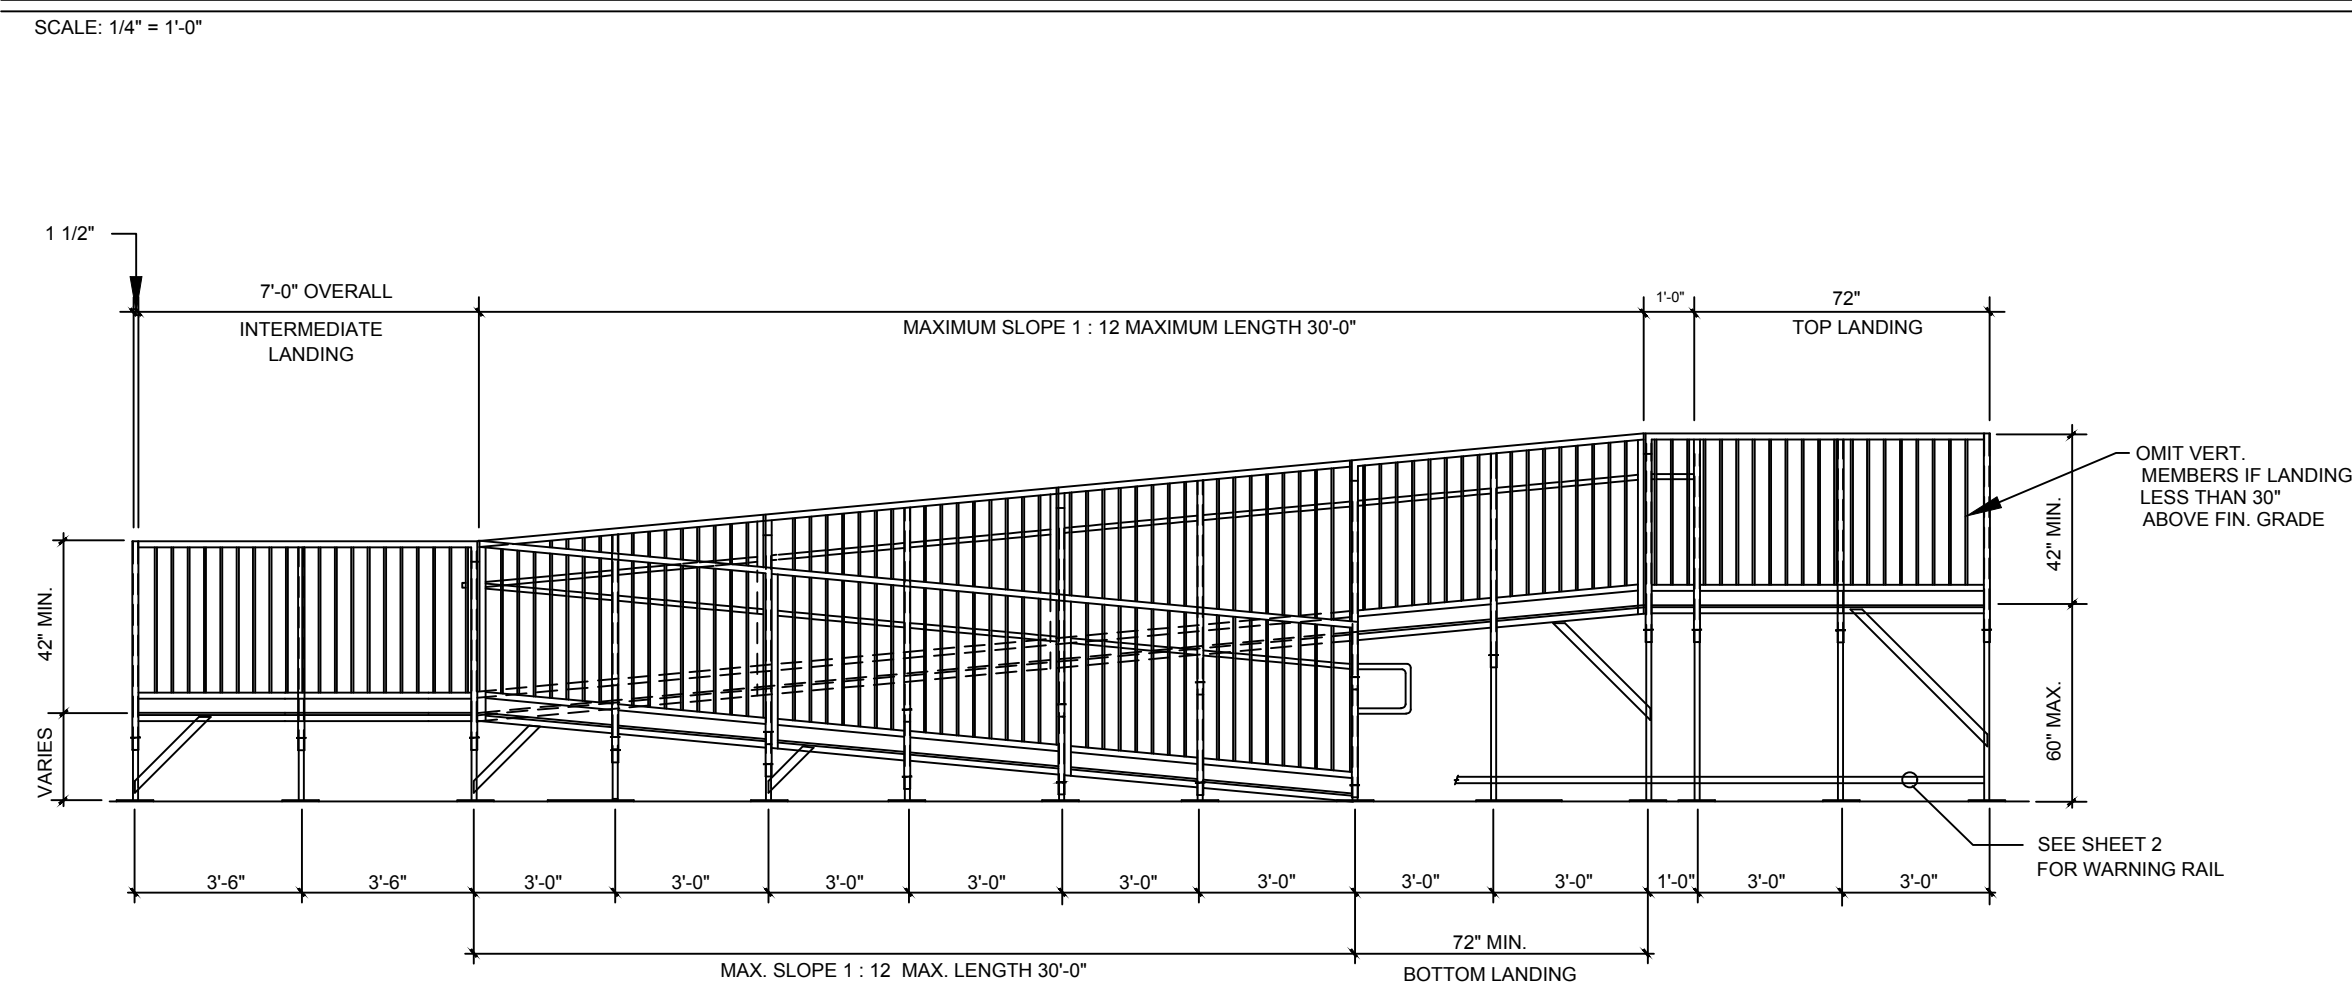 SCALE: 1/4" = 1'-0"
1 1/2"
7'-0" OVERALL
INTERMEDIATE
LANDING
MAXIMUM SLOPE 1 : 12 MAXIMUM LENGTH 30'-0"
1'-0"
72"
TOP LANDING
OMIT VERT.
MEMBERS IF LANDING
LESS THAN 30"
ABOVE FIN. GRADE
42" MIN.
60" MAX.
42" MIN.
VARIES
SEE SHEET 2
FOR WARNING RAIL
3'-6"
3'-6"
3'-0"
3'-0"
3'-0"
3'-0"
3'-0"
3'-0"
3'-0"
3'-0"
1'-0"
3'-0"
3'-0"
MAX. SLOPE 1 : 12 MAX. LENGTH 30'-0"
72" MIN.
BOTTOM LANDING